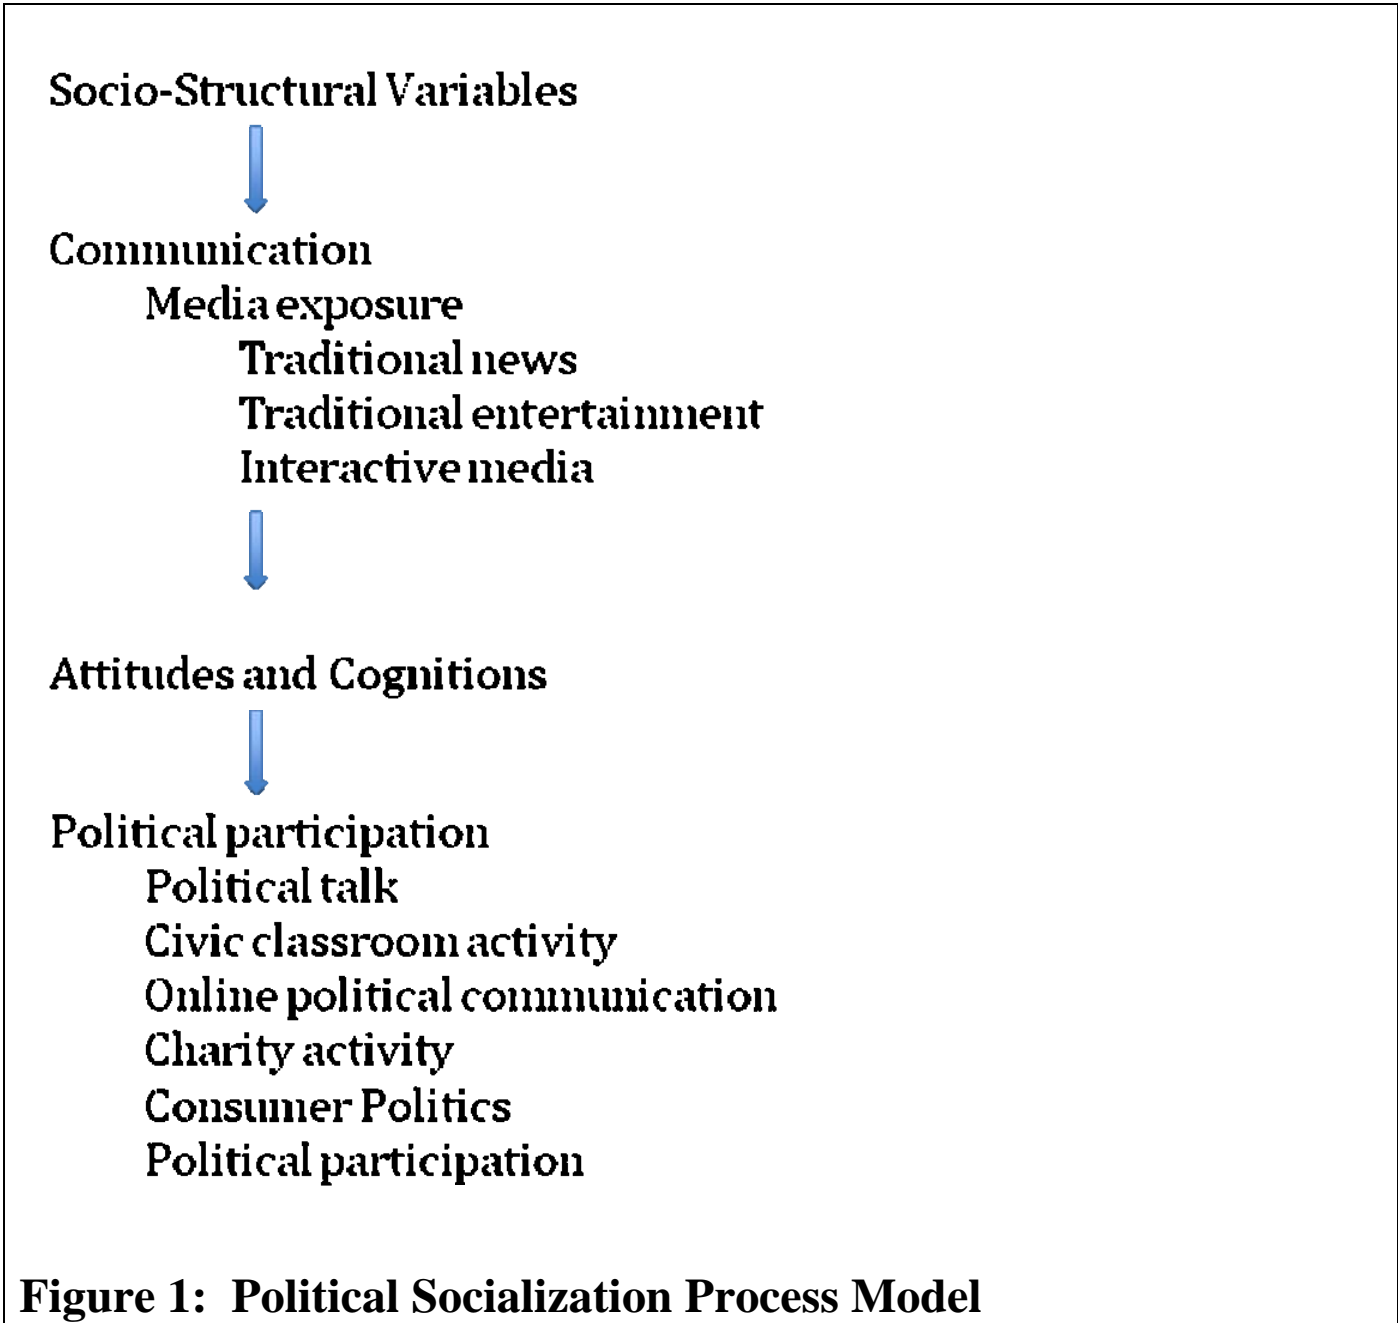 Socio-Structural Variables
Communication
Media exposure
Traditional news
Traditional entertainment
Interactive media
Attitudes and Cognitions
Political participation
Political talk
Civic classroom activity
Online political communication
Charity activity
Consumer Politics
Political participation
Figure 1:  Political Socialization Process Model